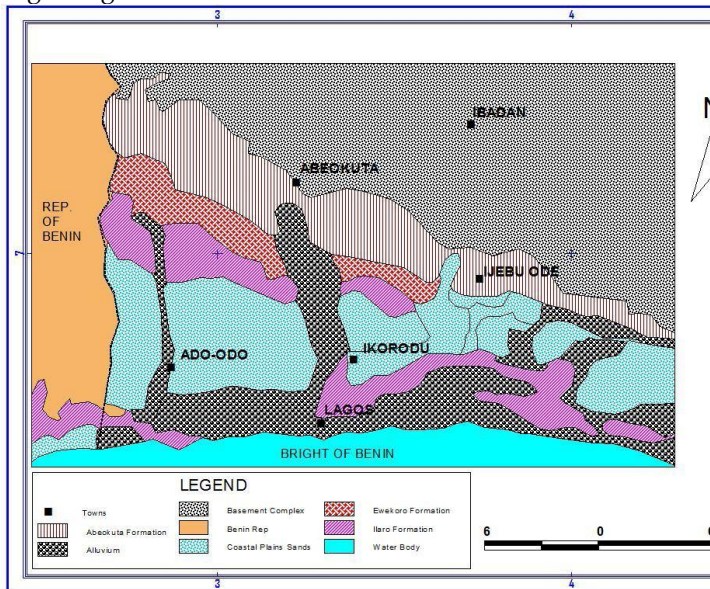 3
4
N
IBADAN
ABEOKUTA
REP.
OF
BENIN
7
7
IJEBU ODE
ADO-ODO
IKORODU
LAGOS
BRIGHT OF BENIN
LEGEND
Towns
Abeokuta Formation
Alluvium
Basement Complex
Benin Rep
Coastal Plains Sands
Ewekoro Formation
Ilaro Formation
Water Body
6
0
3
4